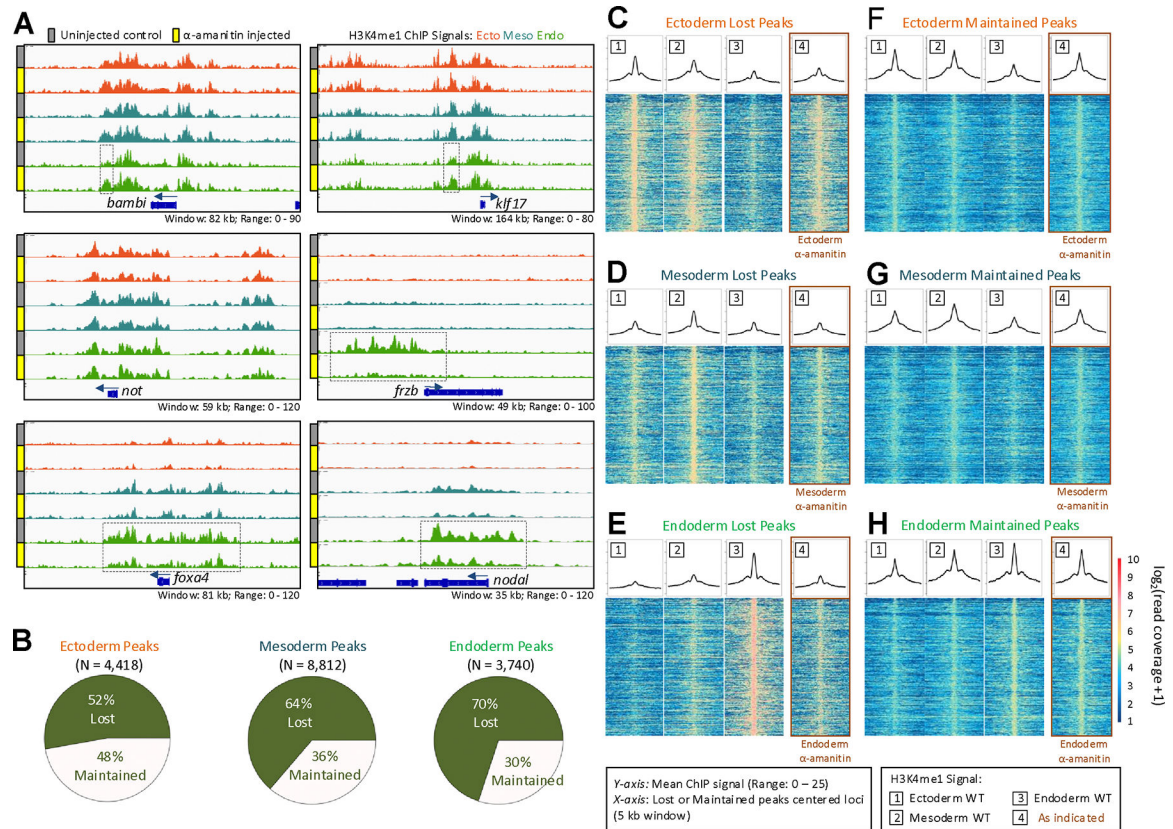 A
Uninjected control
α-amanitin injected
H3K4me1 ChIP Signals: Ecto Meso Endo
bambi
Window: 82 kb; Range: 0 - 90
klf17
Window: 164 kb; Range: 0 - 80
not
Window: 59 kb; Range: 0 - 120
frzb
Window: 49 kb; Range: 0 - 100
foxa4
Window: 81 kb; Range: 0 - 120
nodal
Window: 35 kb; Range: 0 - 120
B
Ectoderm Peaks
(N = 4,418)
52%
Lost
48%
Maintained
Mesoderm Peaks
(N = 8,812)
64%
Lost
36%
Maintained
Endoderm Peaks
(N = 3,740)
70%
Lost
30%
Maintained
C
Ectoderm Lost Peaks
1
2
3
4
Ectoderm
α-amanitin
F
Ectoderm Maintained Peaks
1
2
3
4
Ectoderm
α-amanitin
D
Mesoderm Lost Peaks
1
2
3
4
Mesoderm
α-amanitin
G
Mesoderm Maintained Peaks
1
2
3
4
Mesoderm
α-amanitin
E
Endoderm Lost Peaks
1
2
3
4
Endoderm
α-amanitin
H
Endoderm Maintained Peaks
1
2
3
4
Endoderm
α-amanitin
10
9
8
7
6
5
4
3
2
1
log₂(read coverage+1)
Y-axis: Mean ChIP signal (Range: 0 – 25)
X-axis: Lost or Maintained peaks centered loci
(5 kb window)
H3K4me1 Signal:
1 Ectoderm WT
3 Endoderm WT
2 Mesoderm WT
4 As indicated